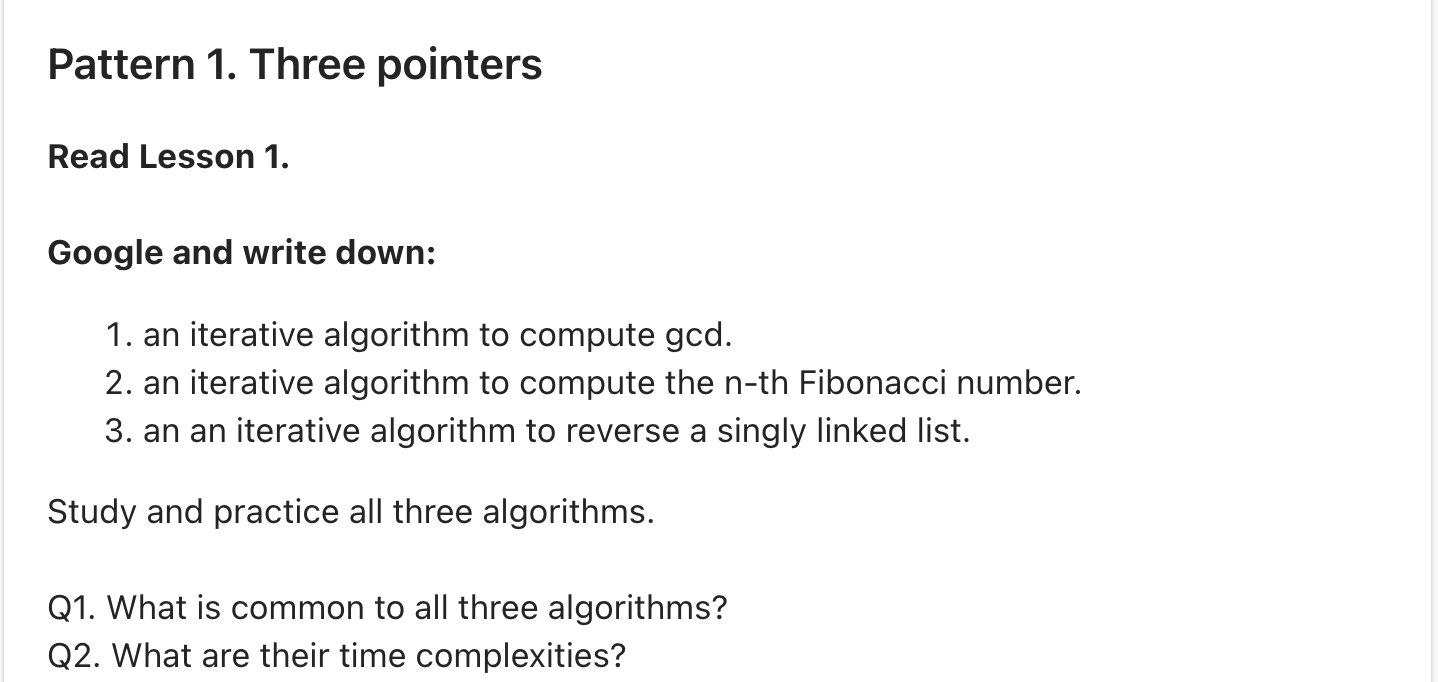 Pattern 1. Three pointers
Read Lesson 1.
Google and write down:
1. an iterative algorithm to compute gcd.
2. an iterative algorithm to compute the n-th Fibonacci number.
3. an an iterative algorithm to reverse a singly linked list.
Study and practice all three algorithms.
Q1. What is common to all three algorithms?
Q2. What are their time complexities?